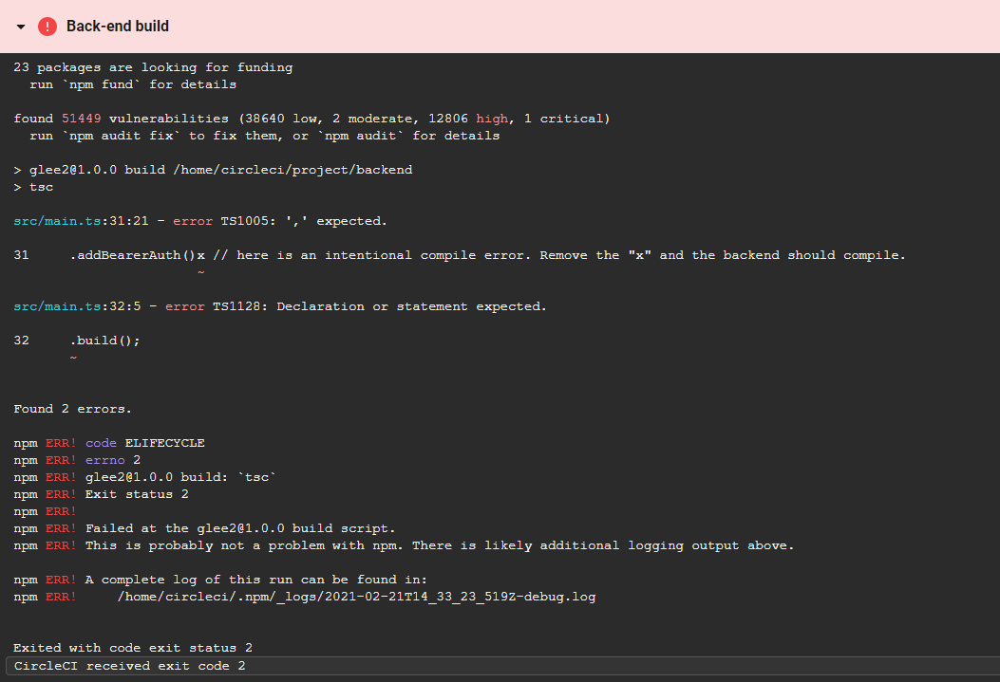 Back-end build
23 packages are looking for funding
run `npm fund` for details
found 51449 vulnerabilities (38640 low, 2 moderate, 12806 high, 1 critical)
run `npm audit fix` to fix them, or `npm audit` for details
> glee2@1.0.0 build /home/circleci/project/backend
> tsc
src/main.ts:31:21 - error TS1005: ',' expected.
31     .addBearerAuth()x // here is an intentional compile error. Remove the "x" and the backend should compile.
~
src/main.ts:32:5 - error TS1128: Declaration or statement expected.
32     .build();
~
Found 2 errors.
npm ERR! code ELIFECYCLE
npm ERR! errno 2
npm ERR! glee2@1.0.0 build: `tsc`
npm ERR! Exit status 2
npm ERR!
npm ERR! Failed at the glee2@1.0.0 build script.
npm ERR! This is probably not a problem with npm. There is likely additional logging output above.
npm ERR! A complete log of this run can be found in:
npm ERR!     /home/circleci/.npm/_logs/2021-02-21T14_33_23_519Z-debug.log
Exited with code exit status 2
CircleCI received exit code 2